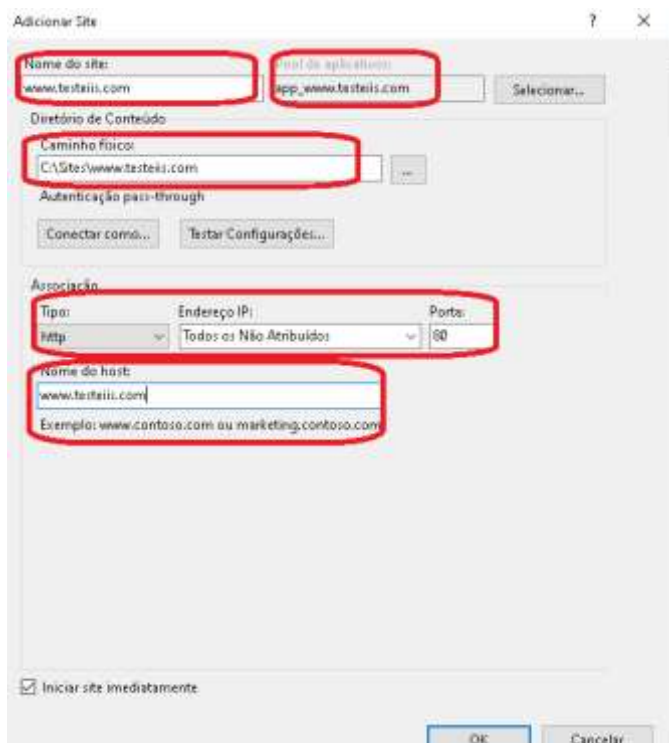 Adicionar Site ? ×
Nome do site: Pool de aplicativos:
www.testeiis.com app_www.testeiis.com Selecionar...
Diretório de Conteúdo
Caminho físico:
C:\Sites\www.testeiis.com ...
Autenticação pass-through
Conectar como... Testar Configurações...
Associação
Tipo: Endereço IP: Porta:
http Todos os Não Atribuídos 80
Nome do host:
www.testeiis.com
Exemplo: www.contoso.com ou marketing.contoso.com
Iniciar site imediatamente
OK Cancelar